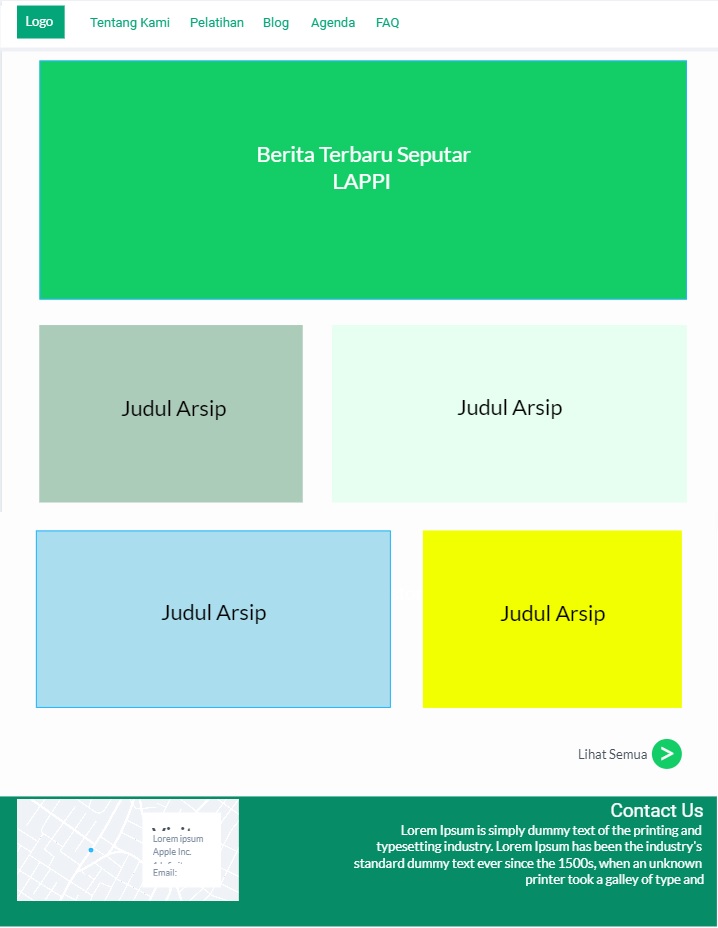 Logo
Tentang Kami Pelatihan Blog Agenda FAQ
Berita Terbaru Seputar
LAPPI
Judul Arsip
Judul Arsip
Judul Arsip
Judul Arsip
Lihat Semua >
Lorem ipsum
Apple Inc.
Email:
Contact Us
Lorem Ipsum is simply dummy text of the printing and
typesetting industry. Lorem Ipsum has been the industry's
standard dummy text ever since the 1500s, when an unknown
printer took a galley of type and